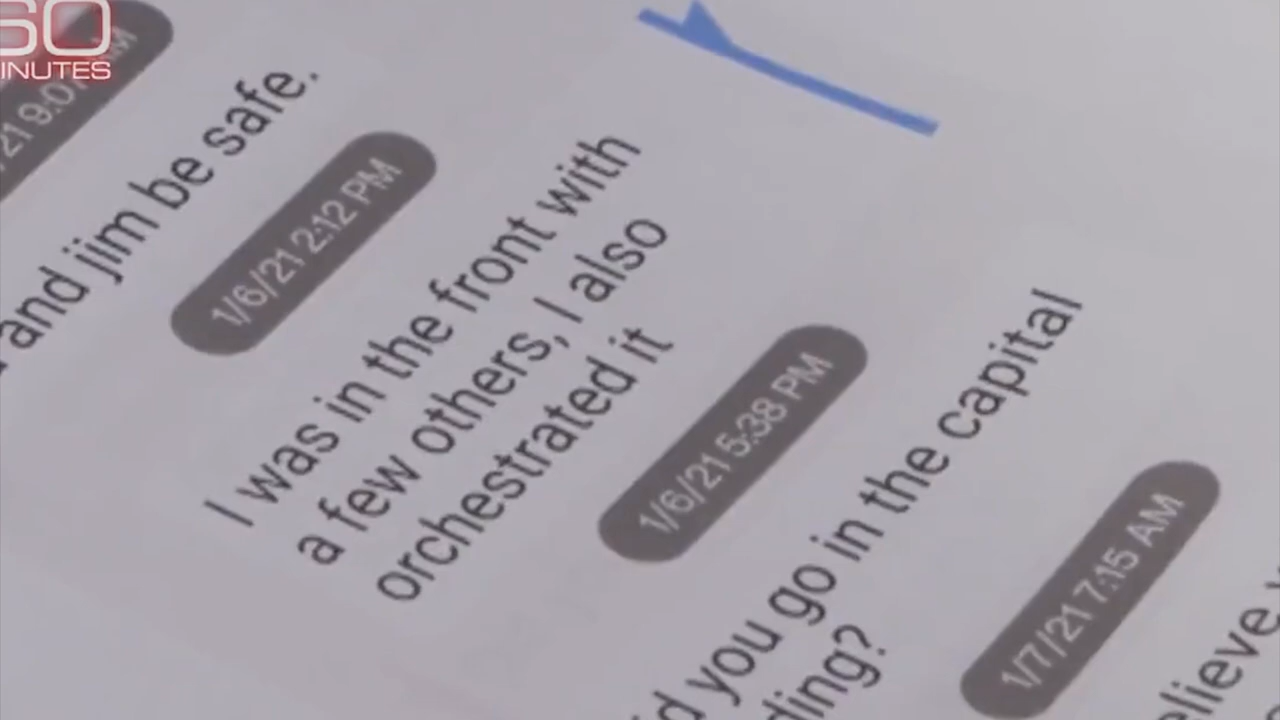 60
MINUTES
and jim be safe.
1/6/21 2:12 PM
I was in the front with
a few others, I also
orchestrated it
1/6/21 5:38 PM
you go in the capital
1/7/21 7:15 AM